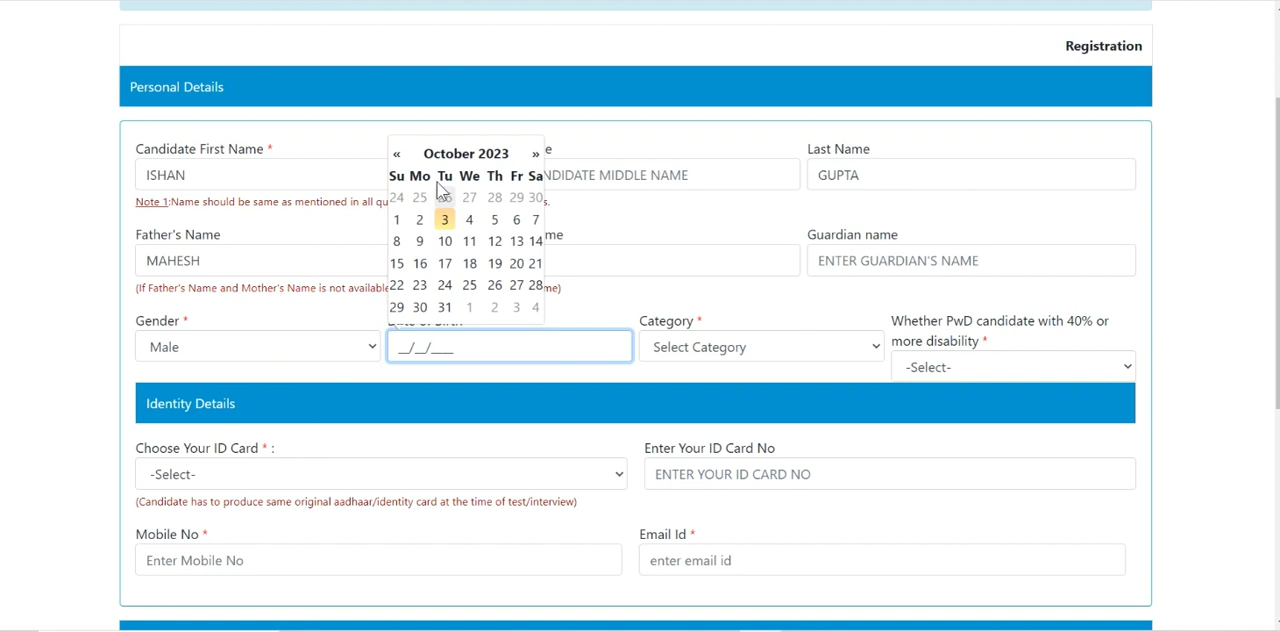 Registration
Personal Details
Candidate First Name *
Last Name
ISHAN
NDIDATE MIDDLE NAME
GUPTA
Note 1:Name should be same as mentioned in all qu
s.
Father's Name
me
Guardian name
MAHESH
ENTER GUARDIAN'S NAME
(If Father's Name and Mother's Name is not available
me)
« October 2023 »
Su Mo Tu We Th Fr Sa
24 25 26 27 28 29 30
1 2 3 4 5 6 7
8 9 10 11 12 13 14
15 16 17 18 19 20 21
22 23 24 25 26 27 28
29 30 31 1 2 3 4
Gender *
Date of Birth
Category *
Whether PwD candidate with 40% or
more disability *
Male
__/__/____
Select Category
-Select-
Identity Details
Choose Your ID Card * :
Enter Your ID Card No
-Select-
ENTER YOUR ID CARD NO
(Candidate has to produce same original aadhaar/identity card at the time of test/interview)
Mobile No *
Email Id *
Enter Mobile No
enter email id